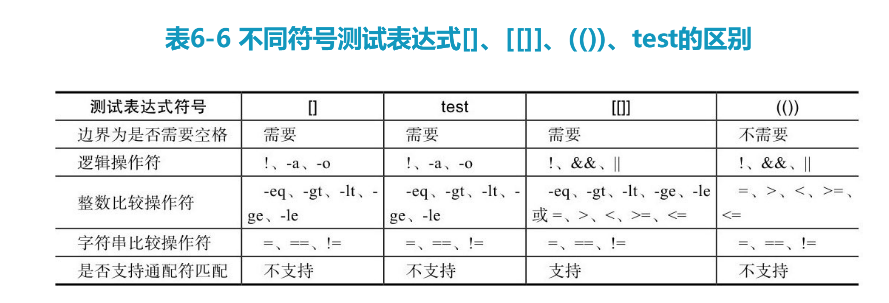 表6-6 不同符号测试表达式[]、[[]]、(())、test的区别
测试表达式符号 [] test [[]] (())
边界为是否需要空格 需要 需要 需要 不需要
逻辑操作符 !、-a、-o !、-a、-o !、&&、|| !、&&、||
整数比较操作符 -eq、-gt、-lt、-ge、-le -eq、-gt、-lt、-ge、-le -eq、-gt、-lt、-ge、-le或 =、>、<、>=、<= =、>、<、>=、<=
字符串比较操作符 =、==、!= =、==、!= =、==、!= =、==、!=
是否支持通配符匹配 不支持 不支持 支持 不支持